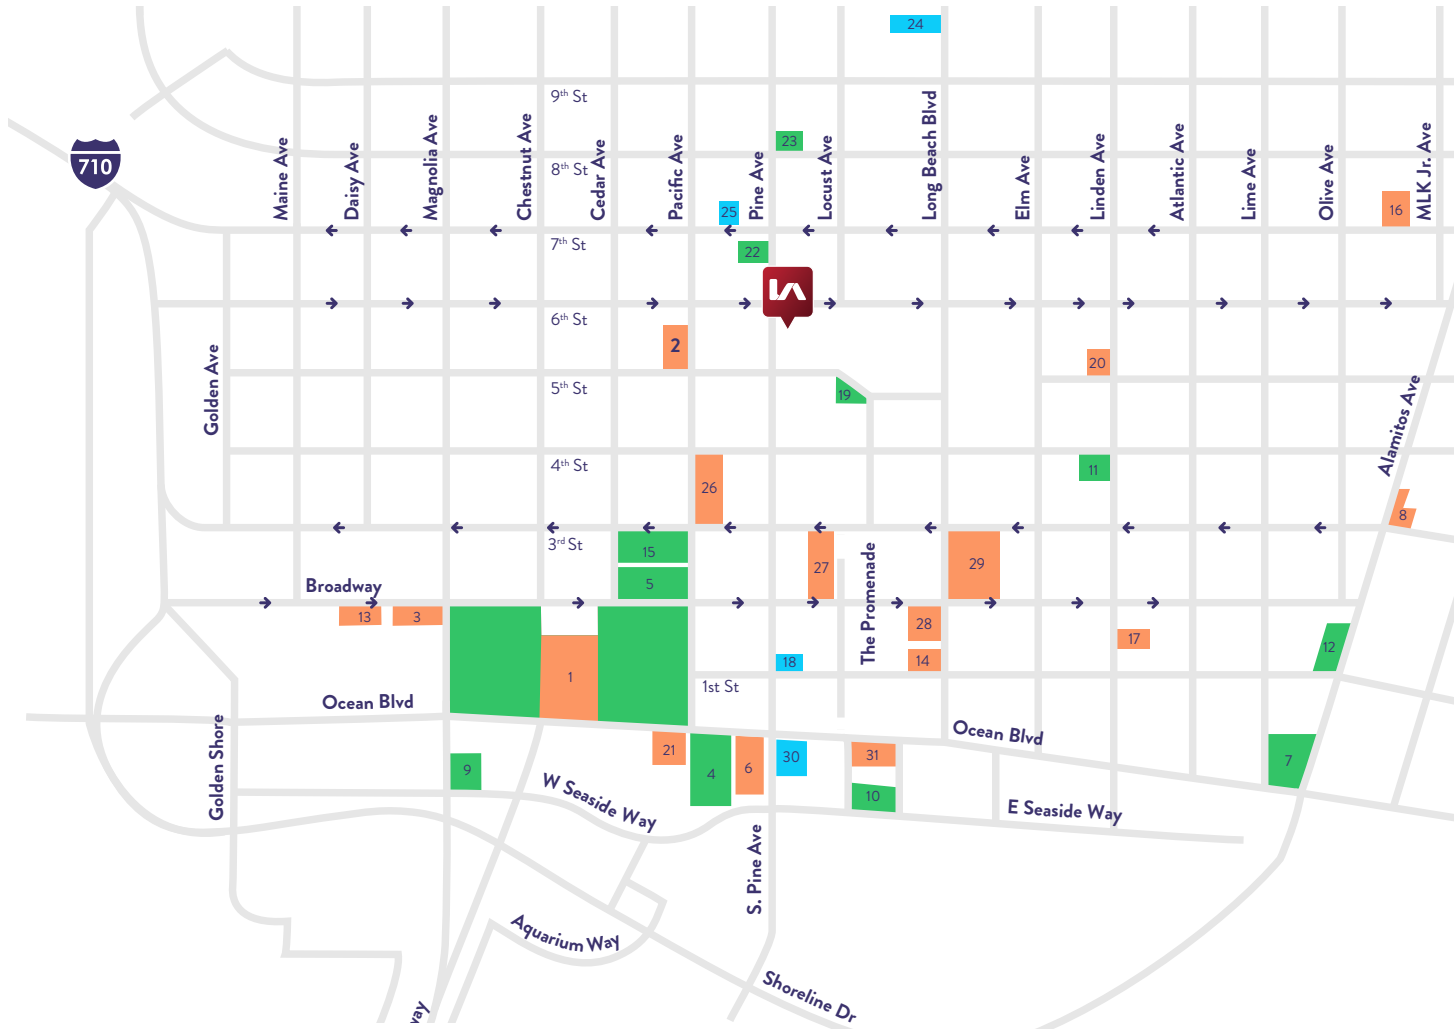 24
9th St
23
8th St
710
Maine Ave
Daisy Ave
Magnolia Ave
Chestnut Ave
Cedar Ave
Pacific Ave
Pine Ave
Locust Ave
Long Beach Blvd
Elm Ave
Linden Ave
Atlantic Ave
Lime Ave
Olive Ave
MLK Jr. Ave
16
25
7th St
22
6th St
2
20
Golden Ave
5th St
19
Alamitos Ave
4th St
11
26
8
3rd St
15
27
The Promenade
29
5
Broadway
13
3
28
17
12
1
18
14
1st St
Ocean Blvd
Ocean Blvd
21
4
6
30
31
7
9
10
Golden Shore
W Seaside Way
E Seaside Way
S. Pine Ave
Aquarium Way
Shoreline Dr
way